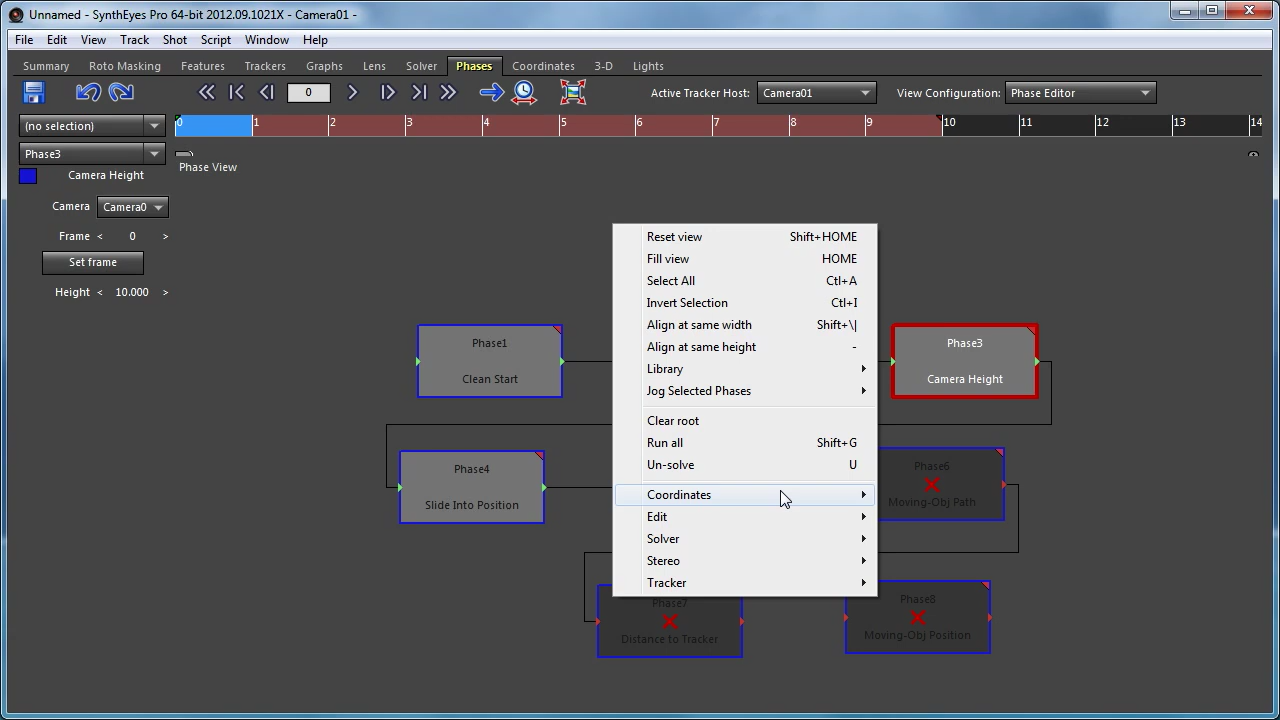 Unnamed - SynthEyes Pro 64-bit 2012.09.1021X - Camera01 -
File Edit View Track Shot Script Window Help
Summary Roto Masking Features Trackers Graphs Lens Solver Phases Coordinates 3-D Lights
0 Active Tracker Host: Camera01 View Configuration: Phase Editor
(no selection) 0 1 2 3 4 5 6 7 8 9 10 11 12 13 14
Phase3
Phase View
Camera Height
Camera Camera0
Frame < 0 >
Set frame
Height < 10.000 >
Reset view Shift+HOME
Fill view HOME
Select All Ctl+A
Invert Selection Ctl+I
Align at same width Shift+\|
Align at same height -
Library
Jog Selected Phases
Clear root
Run all Shift+G
Un-solve U
Coordinates
Edit
Solver
Stereo
Tracker
Phase1
Clean Start
Phase3
Camera Height
Phase4
Slide Into Position
Phase6
Moving-Obj Path
Phase7
Distance to Tracker
Phase8
Moving-Obj Position